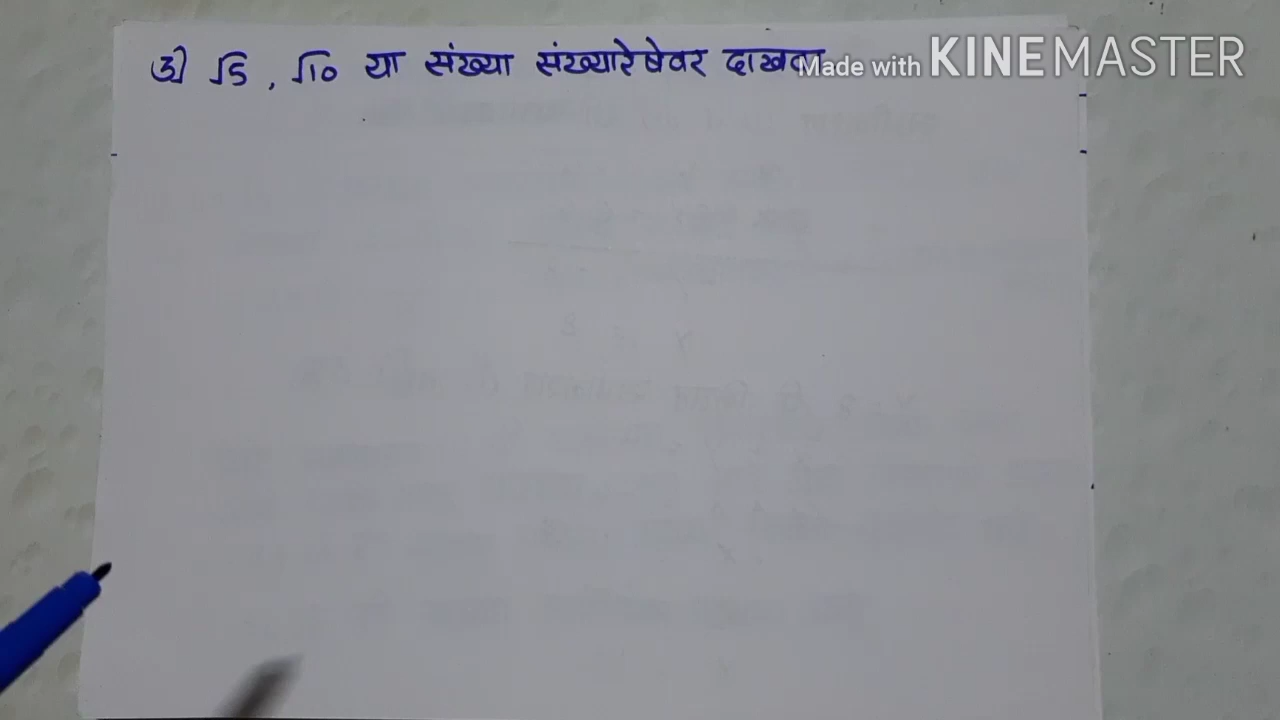 3) √5, √10 या संख्या संख्यारेषेवर दाखवा
Made with KINEMASTER